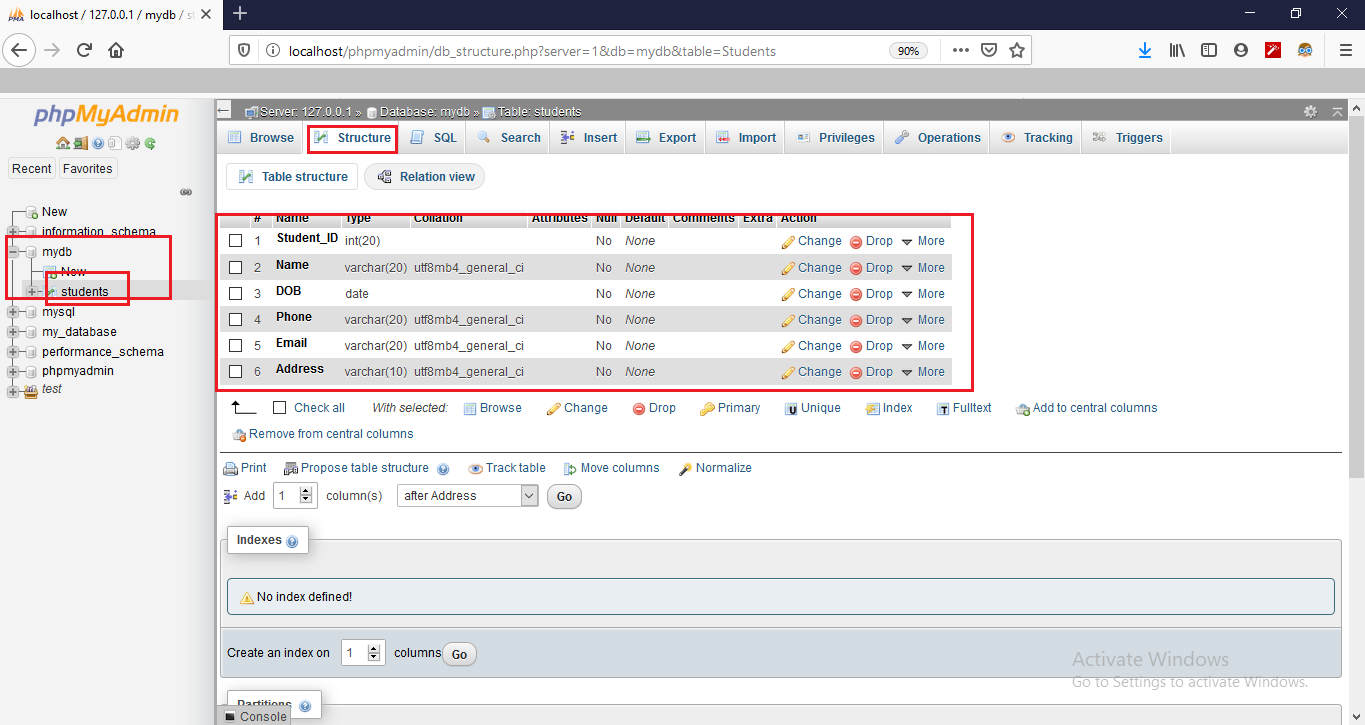 localhost / 127.0.0.1 / mydb / st
localhost/phpmyadmin/db_structure.php?server=1&db=mydb&table=Students
90%
phpMyAdmin
Recent Favorites
New
information_schema
mydb
New
students
mysql
my_database
performance_schema
phpmyadmin
test
Server: 127.0.0.1 » Database: mydb » Table: students
Browse Structure SQL Search Insert Export Import Privileges Operations Tracking Triggers
Table structure Relation view
# Name Type Collation Attributes Null Default Comments Extra Action
1 Student_ID int(20) No None Change Drop More
2 Name varchar(20) utf8mb4_general_ci No None Change Drop More
3 DOB date No None Change Drop More
4 Phone varchar(20) utf8mb4_general_ci No None Change Drop More
5 Email varchar(20) utf8mb4_general_ci No None Change Drop More
6 Address varchar(10) utf8mb4_general_ci No None Change Drop More
Check all With selected: Browse Change Drop Primary Unique Index Fulltext Add to central columns
Remove from central columns
Print Propose table structure Track table Move columns Normalize
Add 1 column(s) after Address Go
Indexes
No index defined!
Create an index on 1 columns Go
Partitions
Console
Activate Windows
Go to Settings to activate Windows.